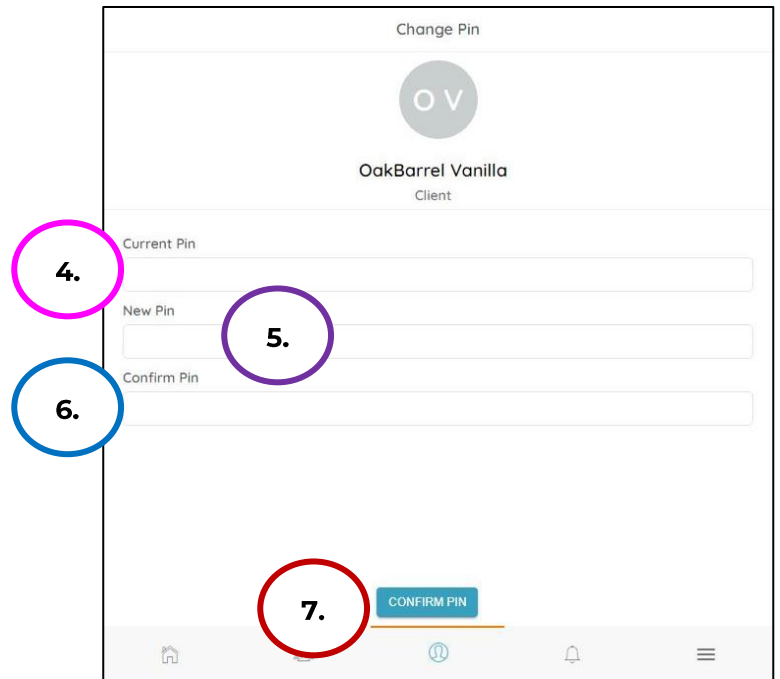 Change Pin
O V
OakBarrel Vanilla
Client
Current Pin
4.
New Pin
5.
Confirm Pin
6.
7.
CONFIRM PIN